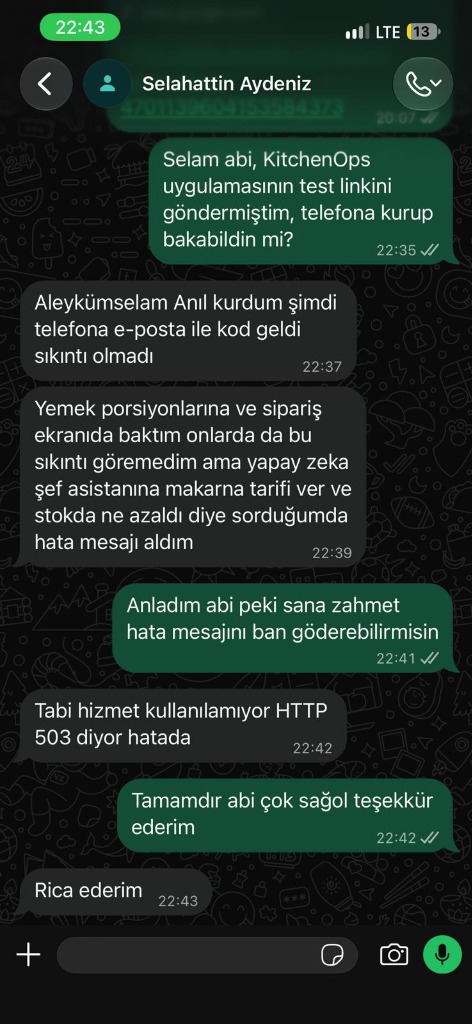 22:43
LTE
13
Selahattin Aydeniz
4701139604153584373
20:07
Selam abi, KitchenOps
uygulamasının test linkini
göndermiştim, telefona kurup
bakabildin mi?
22:35
Aleykümselam Anıl kurdum şimdi
telefona e-posta ile kod geldi
sıkıntı olmadı
22:37
Yemek porsiyonlarına ve sipariş
ekranıda baktım onlarda da bu
sıkıntı göremedim ama yapay zeka
şef asistanına makarna tarifi ver ve
stokda ne azaldı diye sorduğumda
hata mesajı aldım
22:39
Anladım abi peki sana zahmet
hata mesajını ban göderebilirmisin
22:41
Tabi hizmet kullanılamıyor HTTP
503 diyor hatada
22:42
Tamamdır abi çok sağol teşekkür
ederim
22:42
Rica ederim
22:43